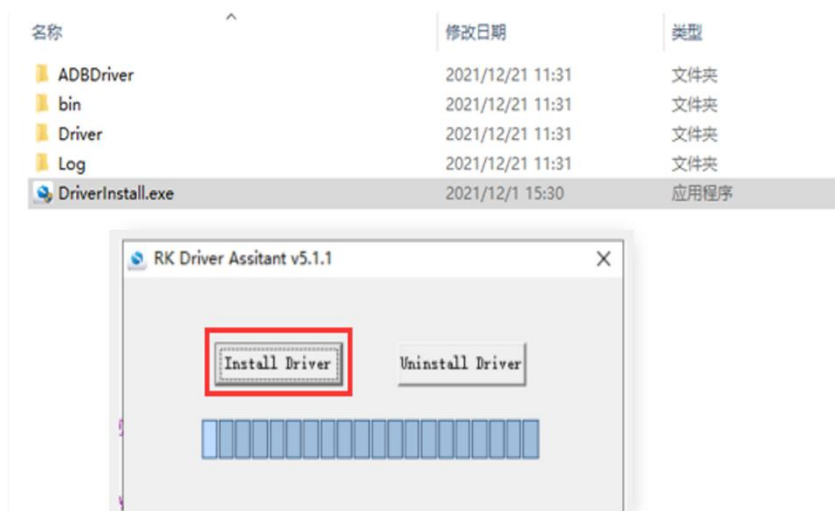 名称 修改日期 类型
ADBDriver 2021/12/21 11:31 文件夹
bin 2021/12/21 11:31 文件夹
Driver 2021/12/21 11:31 文件夹
Log 2021/12/21 11:31 文件夹
DriverInstall.exe 2021/12/1 15:30 应用程序
RK Driver Assitant v5.1.1
Install Driver Uninstall Driver